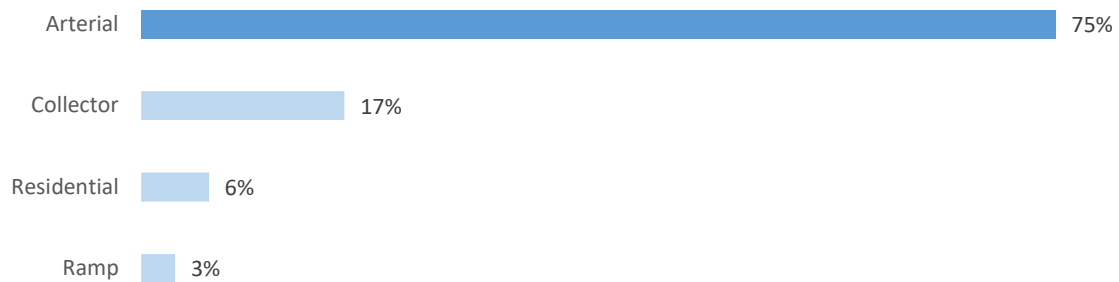 Arterial 75%
Collector 17%
Residential 6%
Ramp 3%